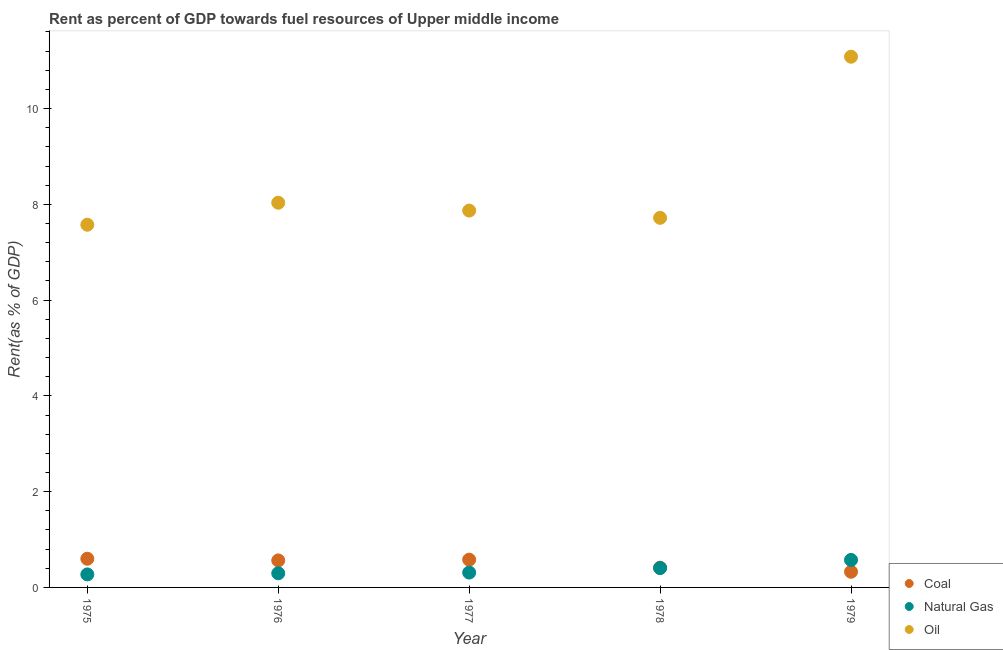 Rent as percent of GDP towards fuel resources of Upper middle income
Rent(as % of GDP)
10
8
6
4
2
0
1975
1976
1977
1978
1979
Year
Coal
Natural Gas
Oil